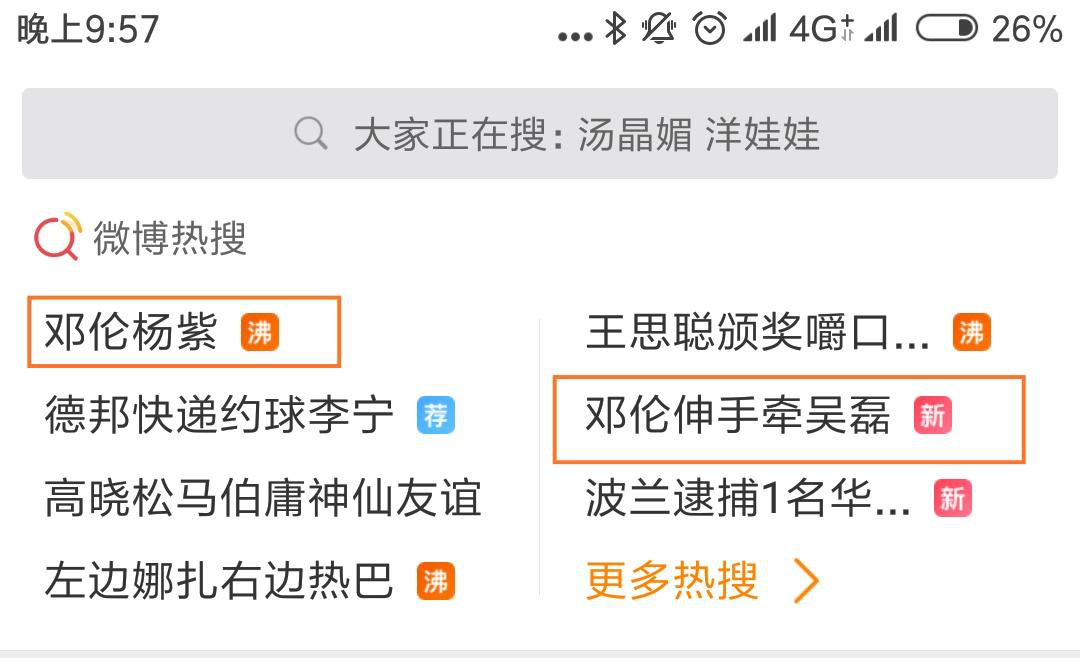 晚上9:57 4G+ 26%
大家正在搜：汤晶媚 洋娃娃
微博热搜
邓伦杨紫 沸
王思聪颁奖嚼口... 沸
德邦快递约球李宁 荐
邓伦伸手牵吴磊 新
高晓松马伯庸神仙友谊
波兰逮捕1名华... 新
左边娜扎右边热巴 沸
更多热搜